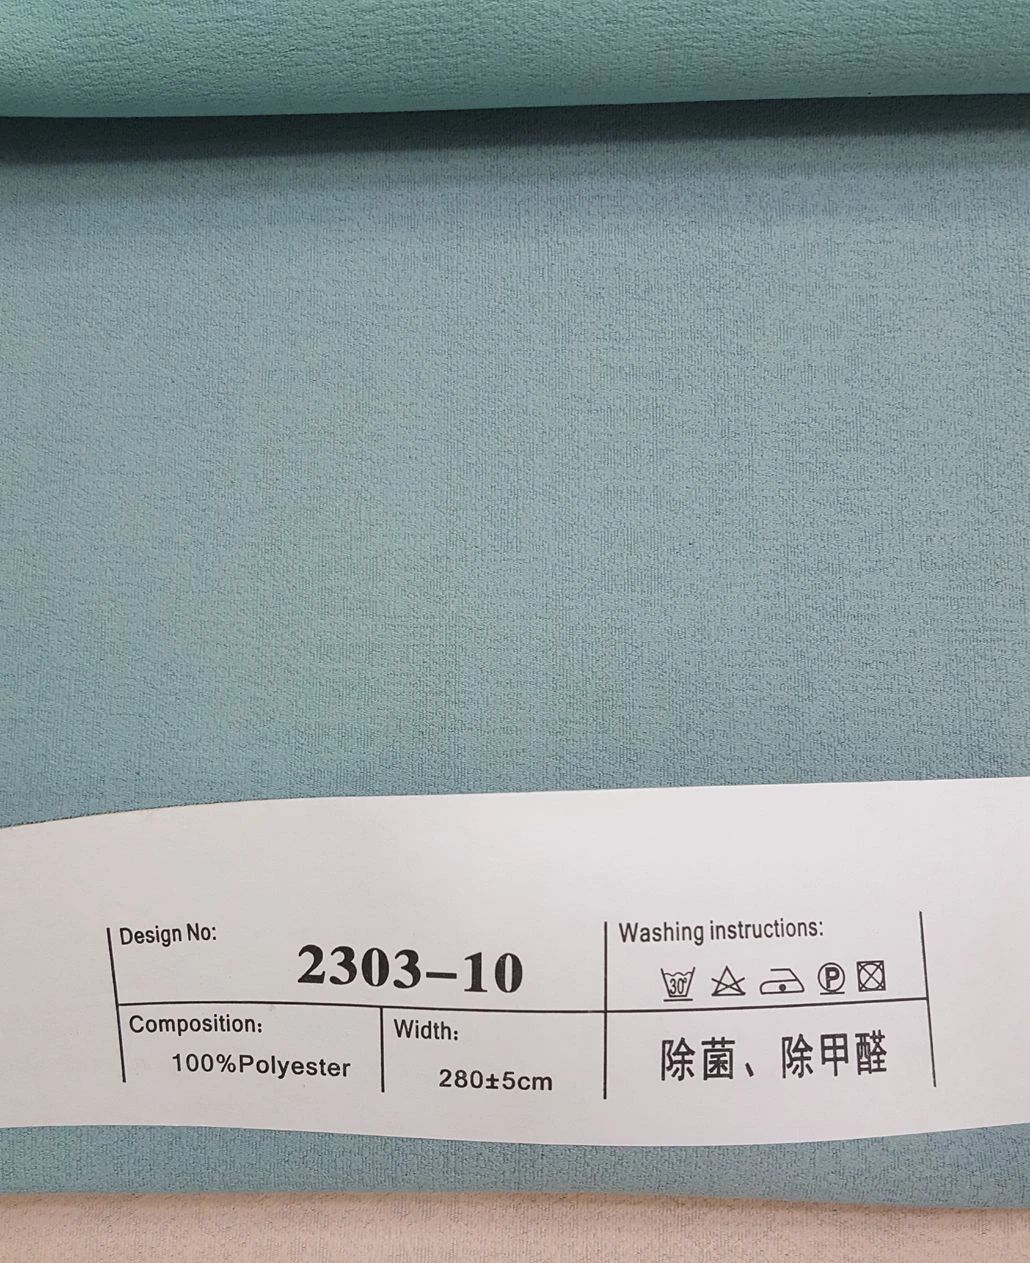 Design No:
2303-10
Washing instructions:
30°
P
Composition:
100%Polyester
Width:
280±5cm
除菌、除甲醛